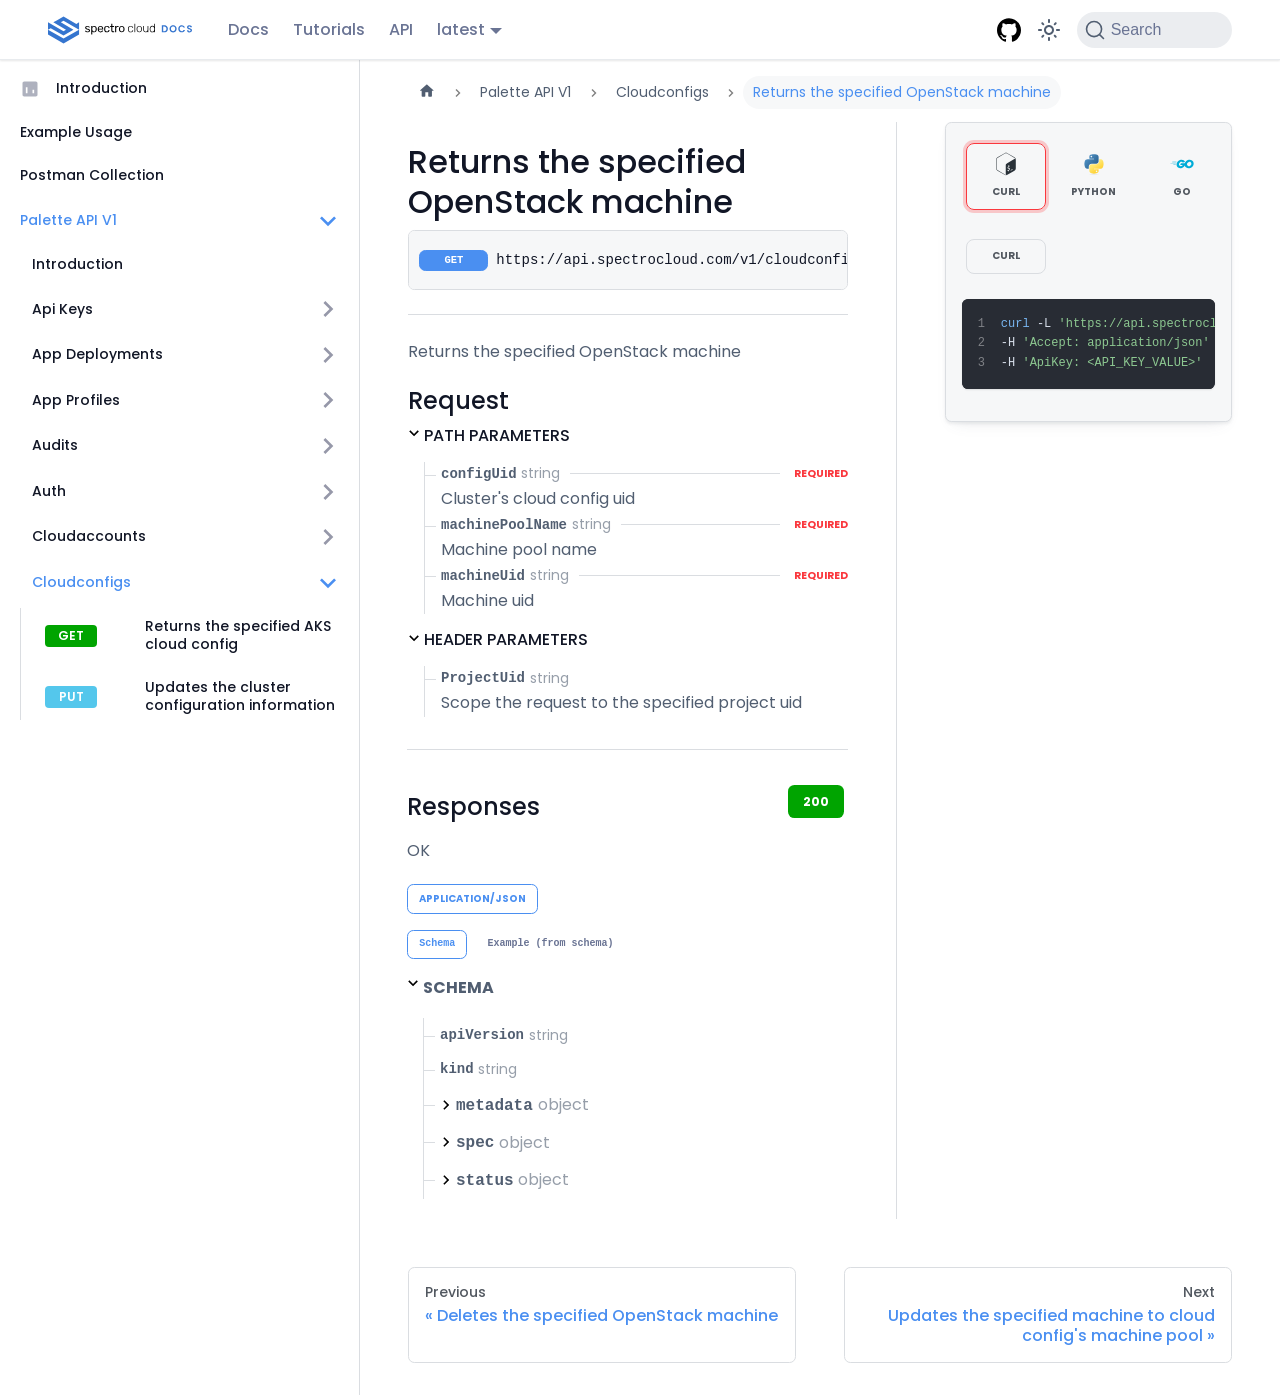 spectro cloud DOCS
Docs
Tutorials
API
latest
Search
Introduction
Example Usage
Postman Collection
Palette API V1
Introduction
Api Keys
App Deployments
App Profiles
Audits
Auth
Cloudaccounts
Cloudconfigs
GET
Returns the specified AKS
cloud config
PUT
Updates the cluster
configuration information
Palette API V1
Cloudconfigs
Returns the specified OpenStack machine
Returns the specified
OpenStack machine
GET https://api.spectrocloud.com/v1/cloudconfi
Returns the specified OpenStack machine
Request
PATH PARAMETERS
configUid string REQUIRED
Cluster's cloud config uid
machinePoolName string REQUIRED
Machine pool name
machineUid string REQUIRED
Machine uid
HEADER PARAMETERS
ProjectUid string
Scope the request to the specified project uid
Responses
200
OK
APPLICATION/JSON
Schema
Example (from schema)
SCHEMA
apiVersion string
kind string
metadata object
spec object
status object
CURL
PYTHON
GO
CURL
1 curl -L 'https://api.spectrocl
2 -H 'Accept: application/json'
3 -H 'ApiKey: <API_KEY_VALUE>'
Previous
« Deletes the specified OpenStack machine
Next
Updates the specified machine to cloud
config's machine pool »